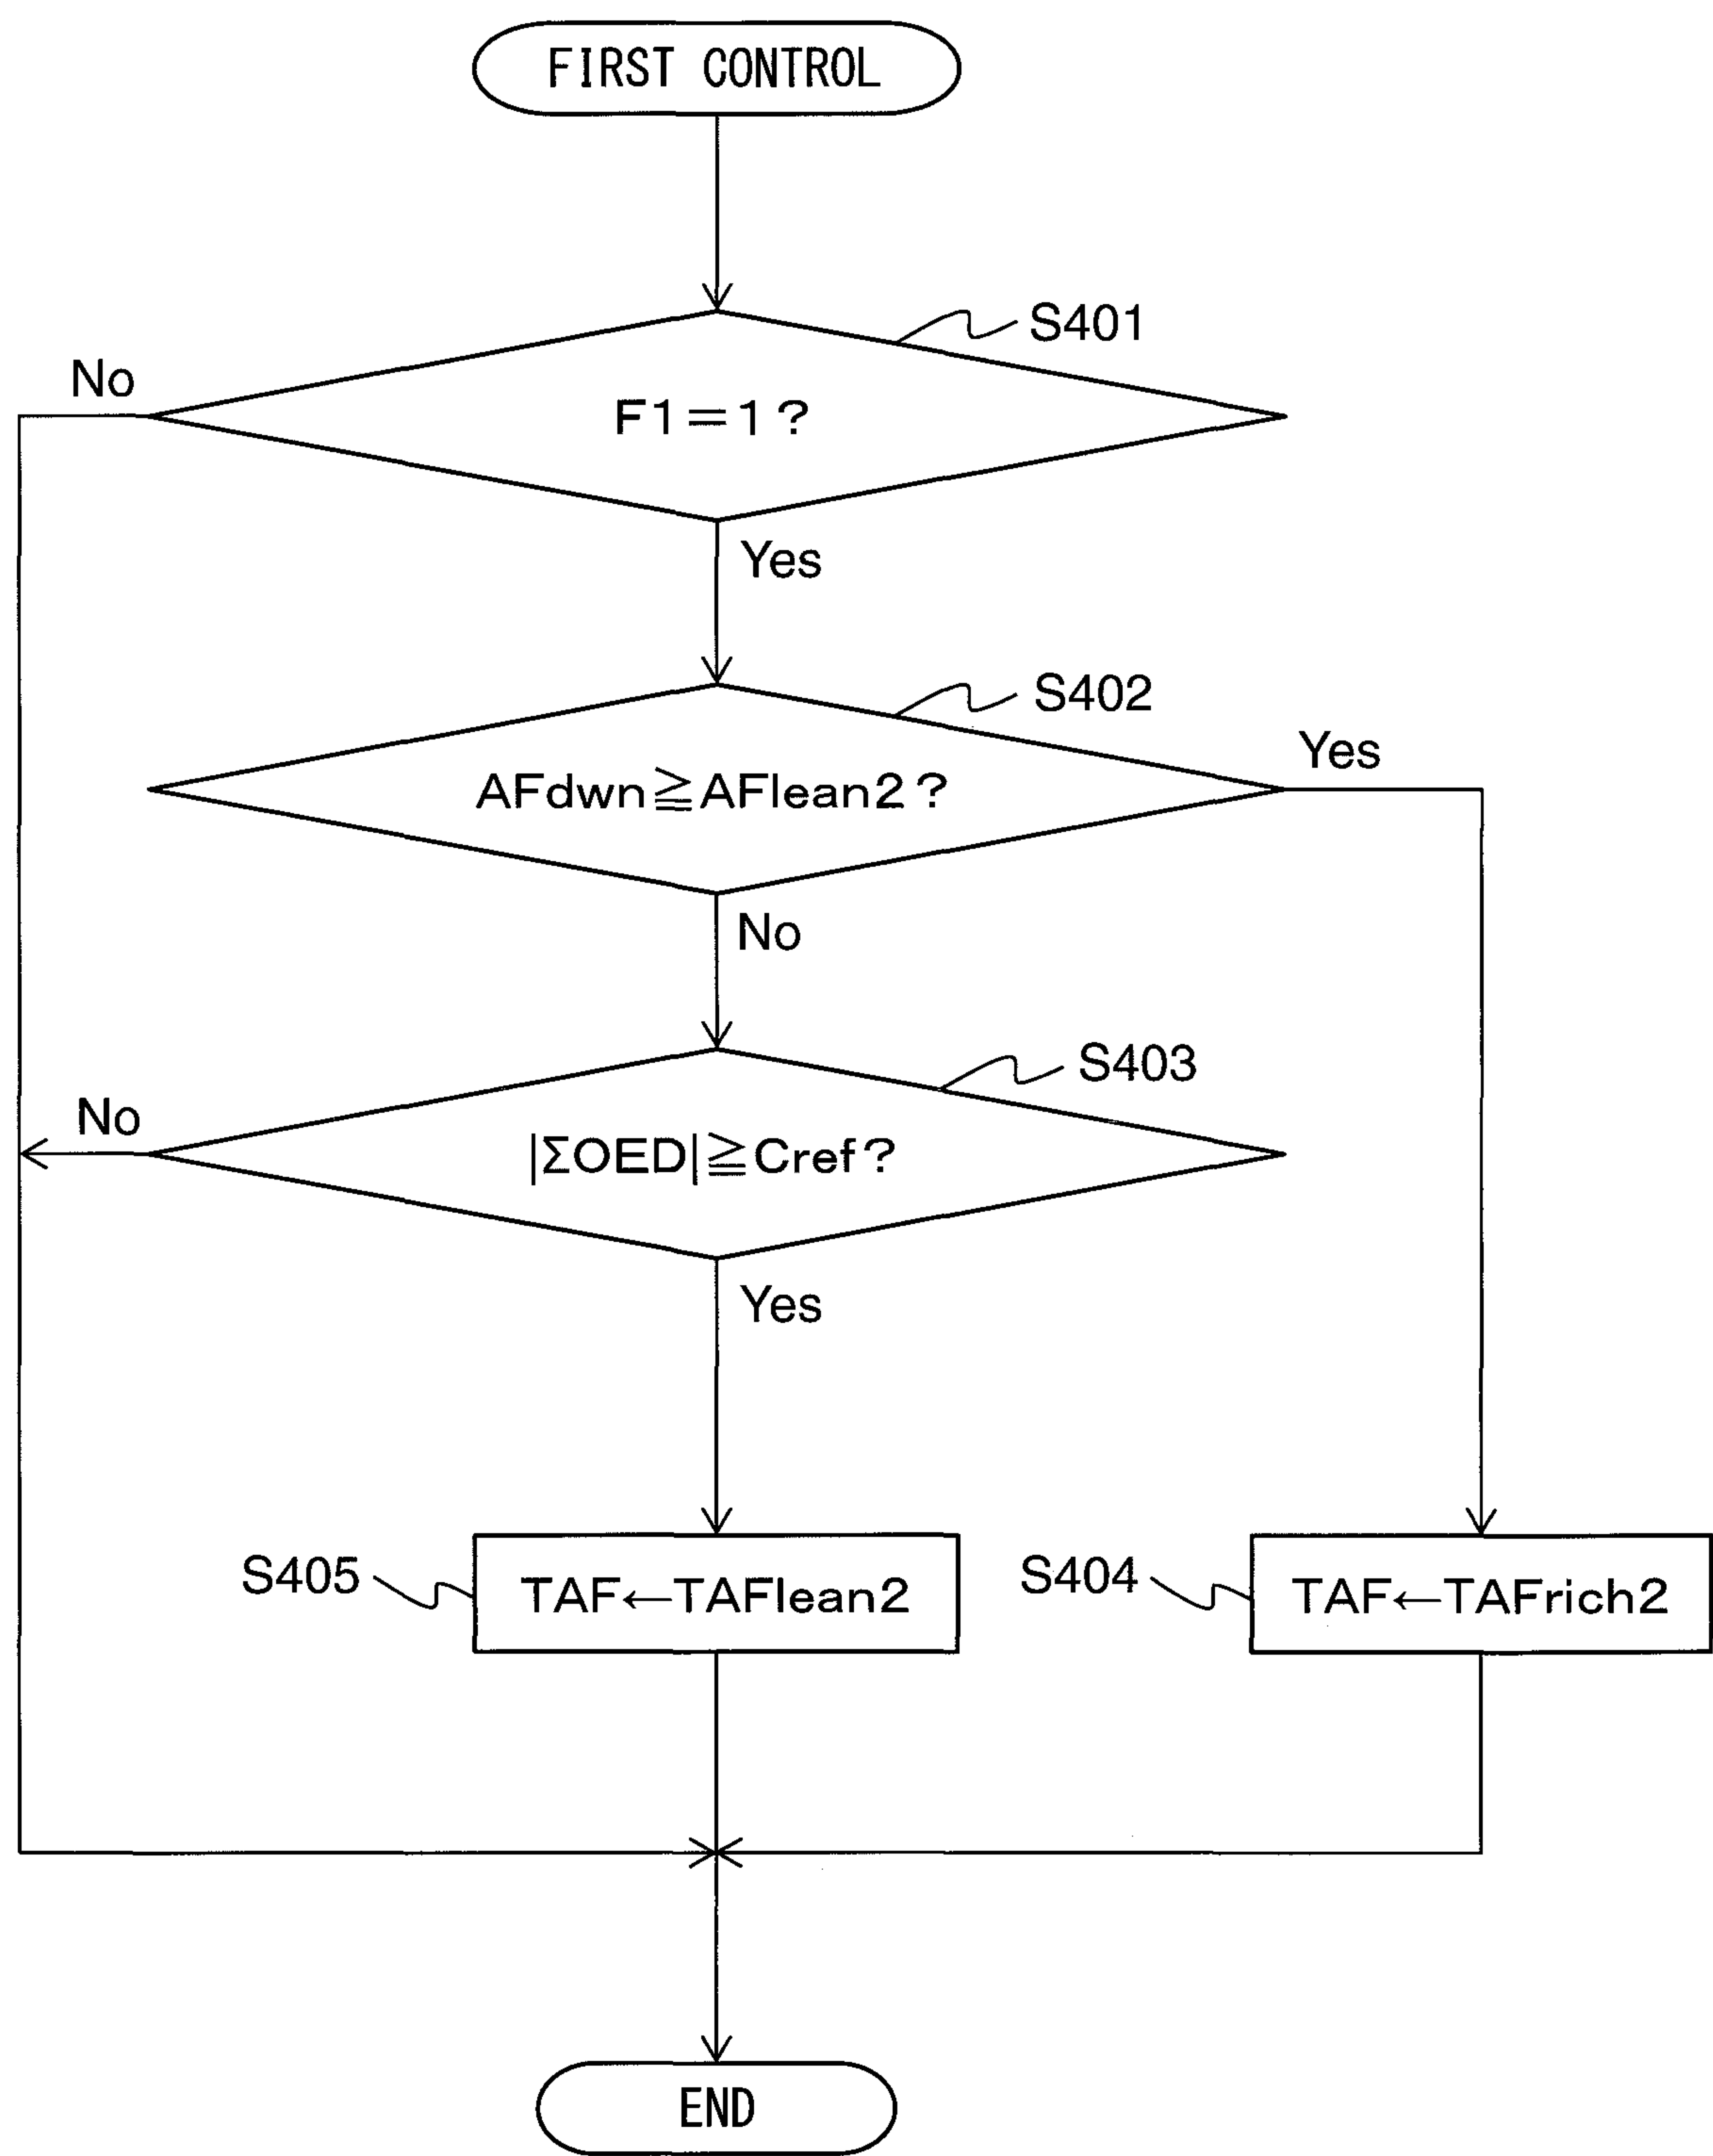 FIRST CONTROL
S401
No
F1=1?
Yes
S402
Yes
AFdwn≧AFlean2?
No
S403
No
|ΣOED|≧Cref?
Yes
S405
TAF←TAFlean2
S404
TAF←TAFrich2
END